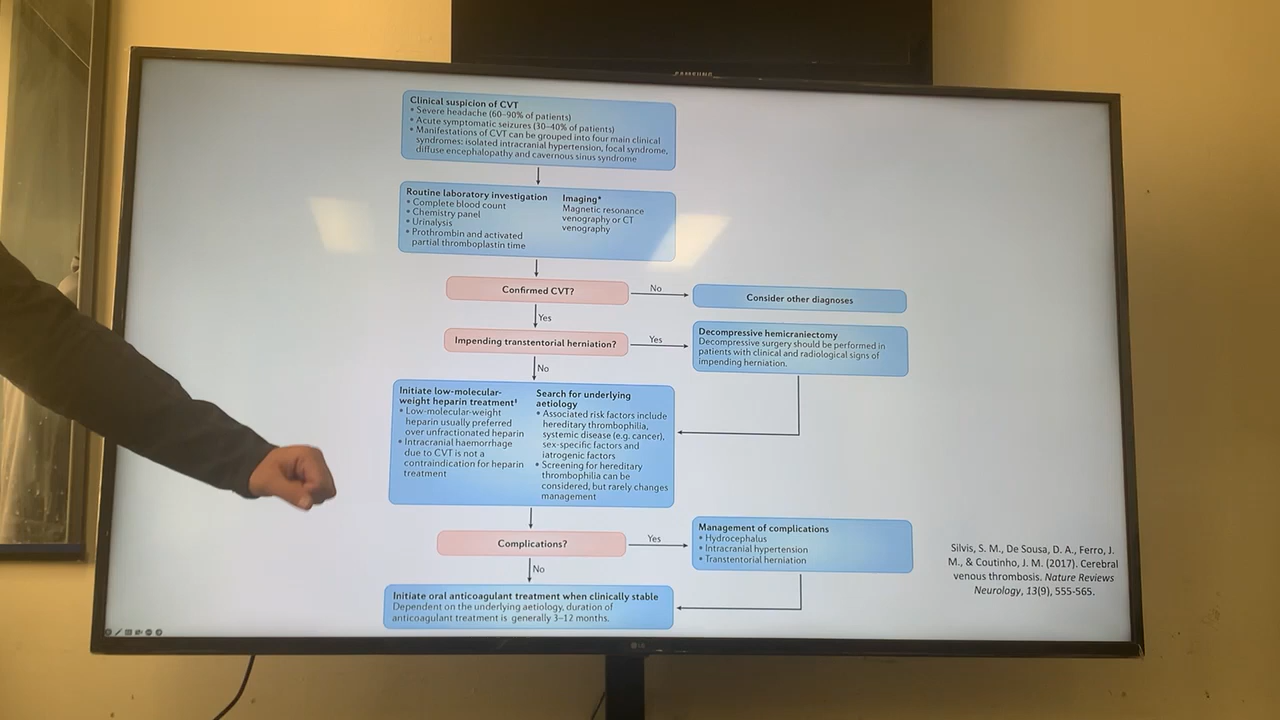 SAMSUNG
Clinical suspicion of CVT
• Severe headache (60–90% of patients)
• Acute symptomatic seizures (30–40% of patients)
• Manifestations of CVT can be grouped into four main clinical
syndromes: isolated intracranial hypertension, focal syndrome,
diffuse encephalopathy and cavernous sinus syndrome
Routine laboratory investigation
• Complete blood count
• Chemistry panel
• Urinalysis
• Prothrombin and activated
partial thromboplastin time
Imaging*
Magnetic resonance
venography or CT
venography
Confirmed CVT?
No
Consider other diagnoses
Yes
Impending transtentorial herniation?
Yes
Decompressive hemicraniectomy
Decompressive surgery should be performed in
patients with clinical and radiological signs of
impending herniation.
No
Initiate low-molecular-
weight heparin treatment‡
• Low-molecular-weight
heparin usually preferred
over unfractionated heparin
• Intracranial haemorrhage
due to CVT is not a
contraindication for heparin
treatment
Search for underlying
aetiology
• Associated risk factors include
hereditary thrombophilia,
systemic disease (e.g. cancer),
sex-specific factors and
iatrogenic factors
• Screening for hereditary
thrombophilia can be
considered, but rarely changes
management
Complications?
Yes
Management of complications
• Hydrocephalus
• Intracranial hypertension
• Transtentorial herniation
No
Initiate oral anticoagulant treatment when clinically stable
Dependent on the underlying aetiology, duration of
anticoagulant treatment is generally 3–12 months.
Silvis, S. M., De Sousa, D. A., Ferro, J.
M., & Coutinho, J. M. (2017). Cerebral
venous thrombosis. Nature Reviews
Neurology, 13(9), 555-565.
LG